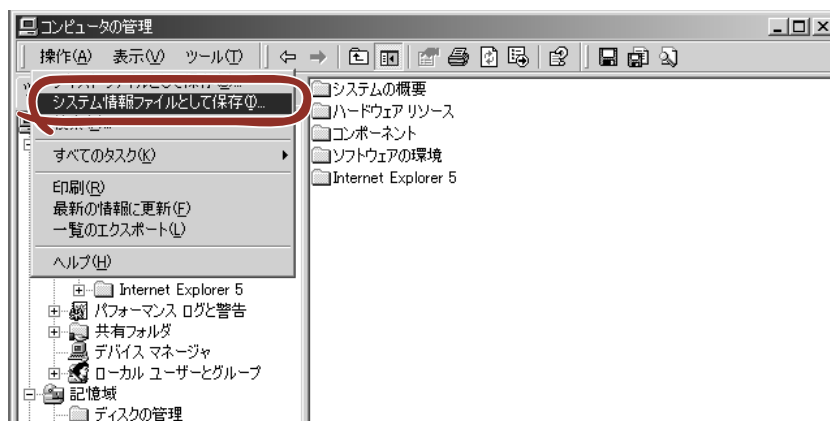 コンピュータの管理
操作(A) 表示(V) ツール(T)
システム情報ファイルとして保存(I)...
すべてのタスク(K)
印刷(R)
最新の情報に更新(F)
一覧のエクスポート(L)
ヘルプ(H)
Internet Explorer 5
パフォーマンス ログと警告
共有フォルダ
デバイス マネージャ
ローカル ユーザーとグループ
記憶域
ディスクの管理
システムの概要
ハードウェア リソース
コンポーネント
ソフトウェアの環境
Internet Explorer 5